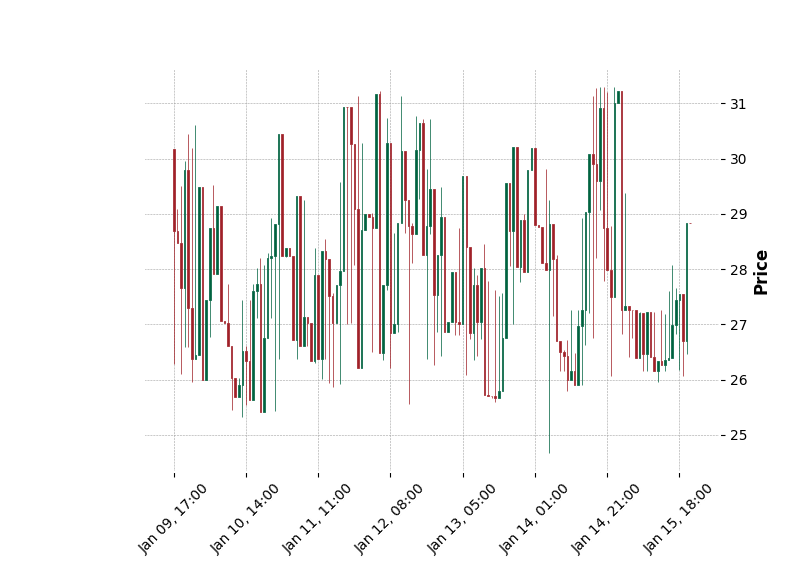 31
30
29
28
27
26
25
Price
Jan 09, 17:00
Jan 10, 14:00
Jan 11, 11:00
Jan 12, 08:00
Jan 13, 05:00
Jan 14, 01:00
Jan 14, 21:00
Jan 15, 18:00